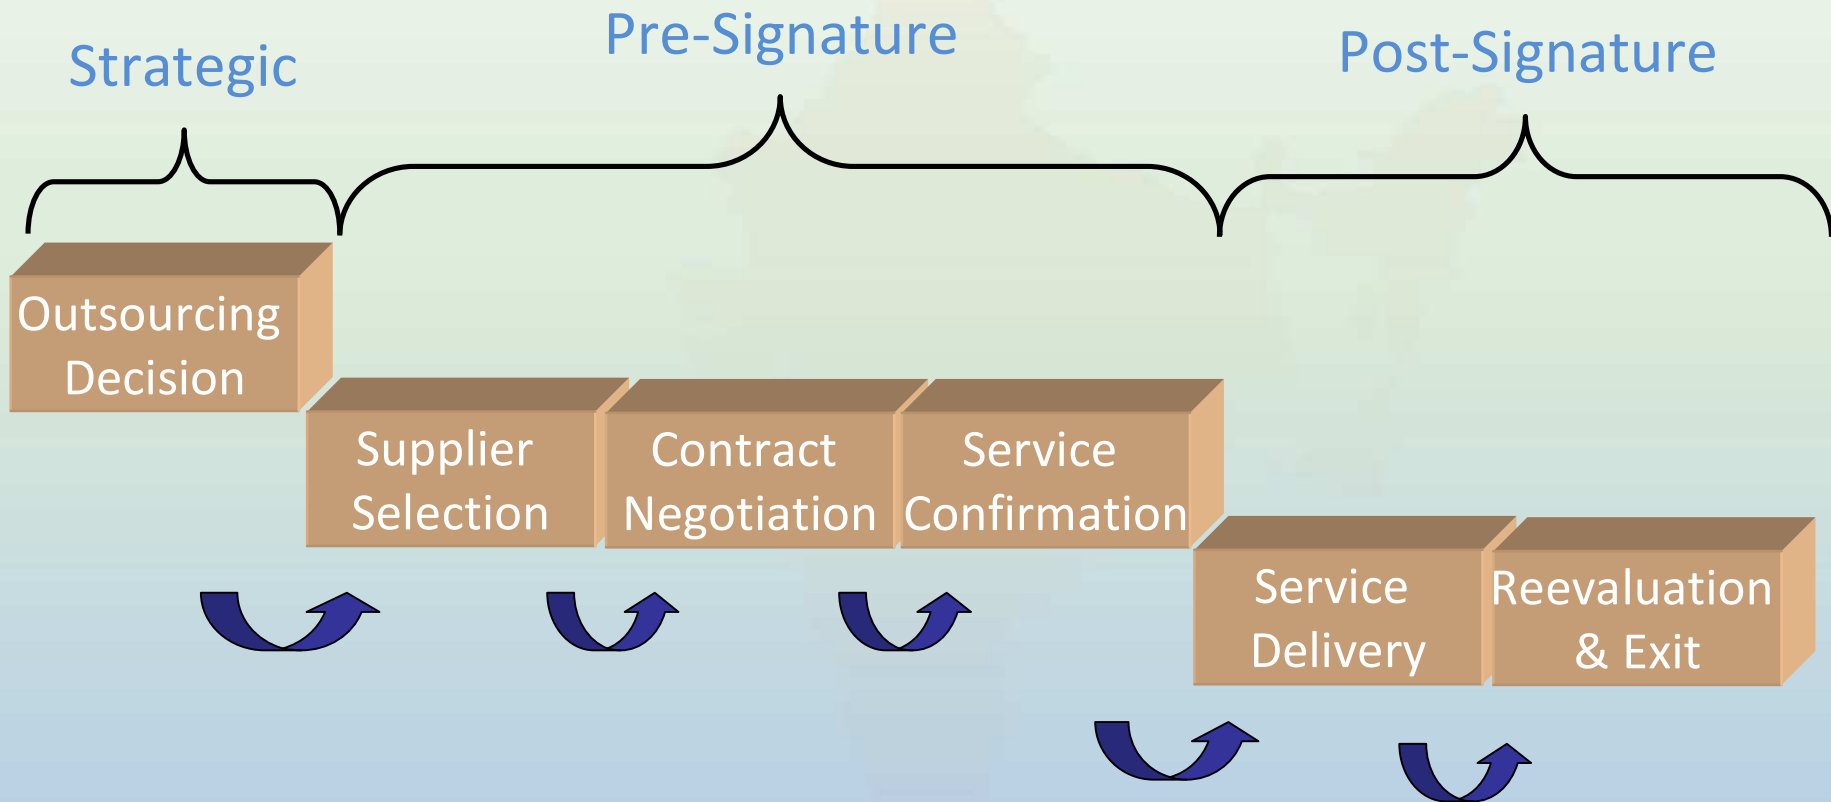 Strategic
Pre-Signature
Post-Signature
Outsourcing
Decision
Supplier
Selection
Contract
Negotiation
Service
Confirmation
Service
Delivery
Reevaluation
& Exit